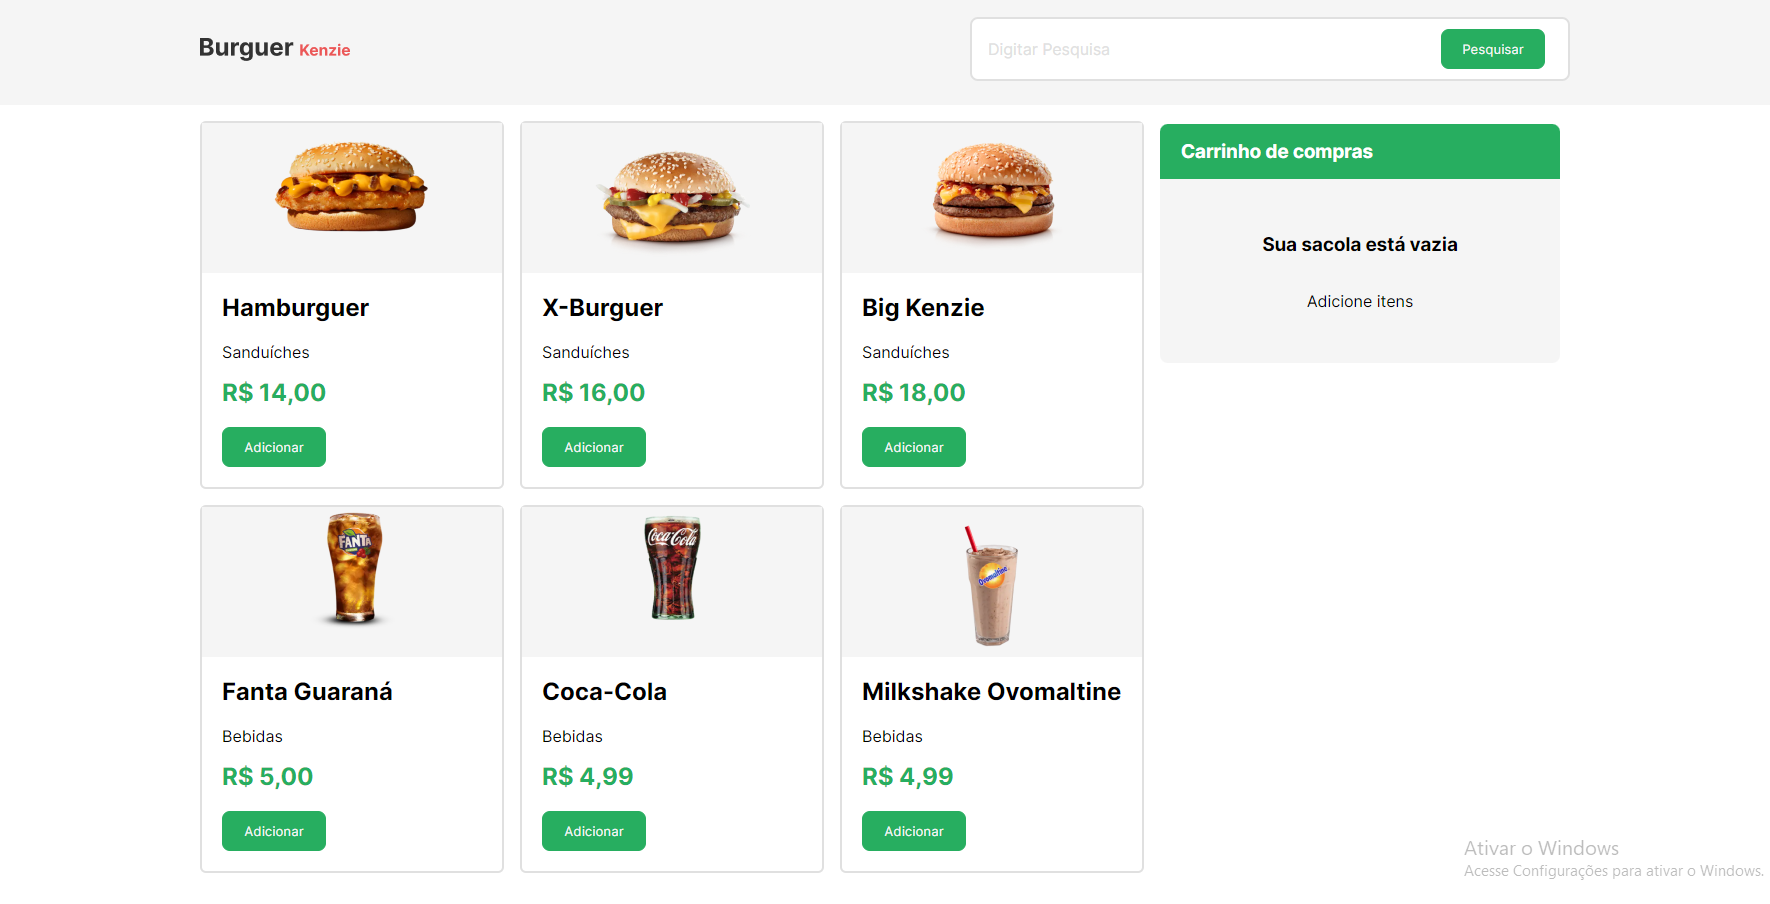 Burguer Kenzie
Digitar Pesquisa
Pesquisar
Hamburguer
Sanduíches
R$ 14,00
Adicionar
X-Burguer
Sanduíches
R$ 16,00
Adicionar
Big Kenzie
Sanduíches
R$ 18,00
Adicionar
Carrinho de compras
Sua sacola está vazia
Adicione itens
FANTA
Fanta Guaraná
Bebidas
R$ 5,00
Adicionar
Coca-Cola
Coca-Cola
Bebidas
R$ 4,99
Adicionar
Ovomaltine
Milkshake Ovomaltine
Bebidas
R$ 4,99
Adicionar
Ativar o Windows
Acesse Configurações para ativar o Windows.